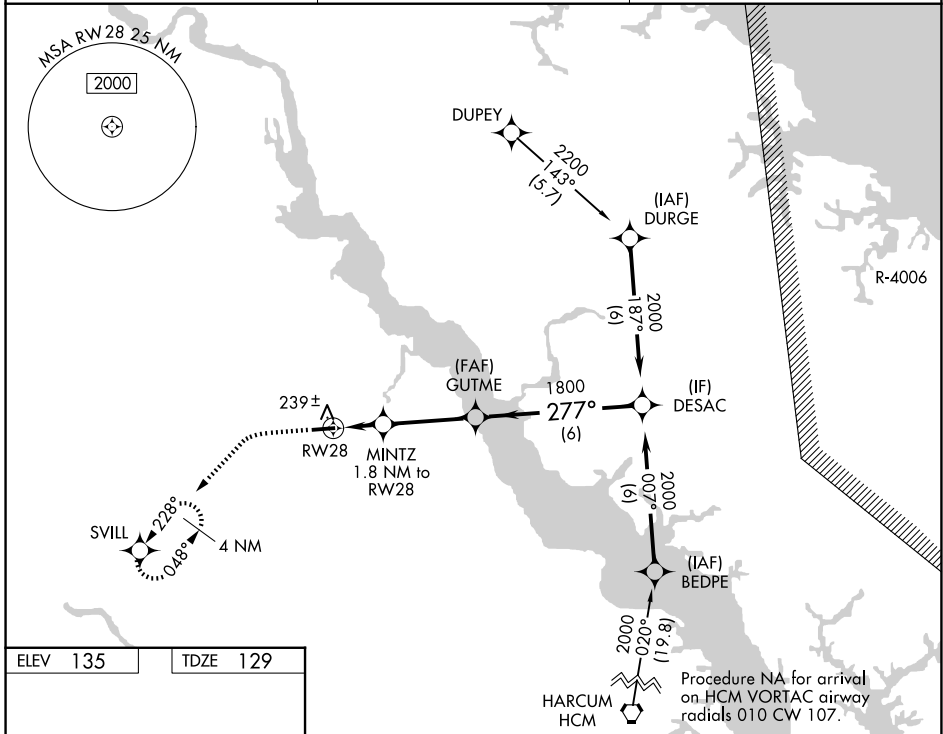 MSA RW 28 25 NM
2000
DUPEY
2200
143°
(5.7)
(IAF)
DURGE
R-4006
2000
187°
(6)
(FAF)
GUTME
1800
277°
(6)
(IF)
DESAC
239±
RW28
MINTZ
1.8 NM to
RW28
2000
007°
(6)
SVILL
228°
048°
4 NM
(IAF)
BEDPE
2000
020°
(19.8)
HARCUM
HCM
Procedure NA for arrival
on HCM VORTAC airway
radials 010 CW 107.
ELEV 135
TDZE 129